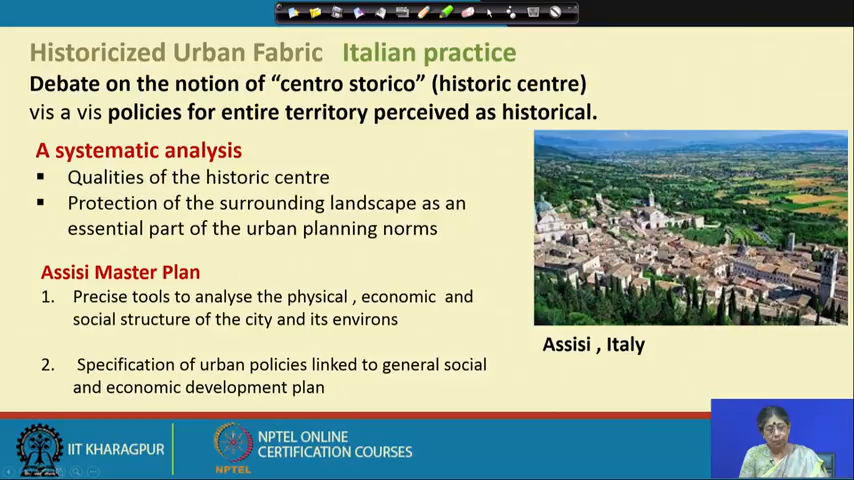 Historicized Urban Fabric   Italian practice
Debate on the notion of “centro storico” (historic centre)
vis a vis policies for entire territory perceived as historical.
A systematic analysis
▪ Qualities of the historic centre
▪ Protection of the surrounding landscape as an
essential part of the urban planning norms
Assisi Master Plan
1. Precise tools to analyse the physical , economic and
social structure of the city and its environs
2. Specification of urban policies linked to general social
and economic development plan
Assisi , Italy
IIT KHARAGPUR
NPTEL
NPTEL ONLINE
CERTIFICATION COURSES